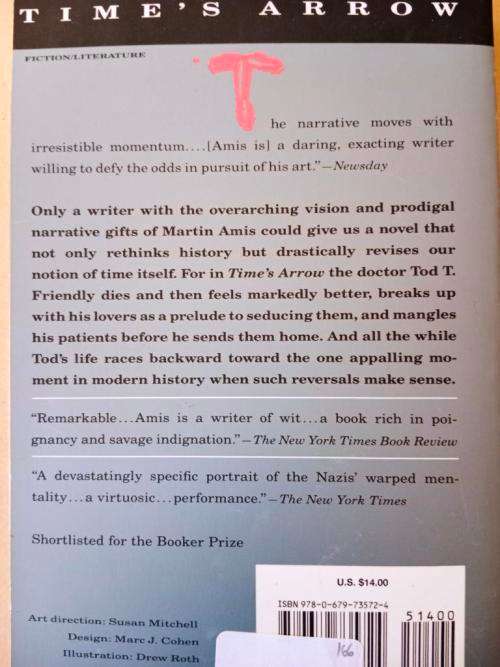 TIME'S ARROW
FICTION/LITERATURE
The narrative moves with
irresistible momentum....[Amis is] a daring, exacting writer
willing to defy the odds in pursuit of his art."—Newsday
Only a writer with the overarching vision and prodigal
narrative gifts of Martin Amis could give us a novel that
not only rethinks history but drastically revises our
notion of time itself. For in Time's Arrow the doctor Tod T.
Friendly dies and then feels markedly better, breaks up
with his lovers as a prelude to seducing them, and mangles
his patients before he sends them home. And all the while
Tod's life races backward toward the one appalling mo-
ment in modern history when such reversals make sense.
"Remarkable...Amis is a writer of wit...a book rich in poi-
gnancy and savage indignation."—The New York Times Book Review
"A devastatingly specific portrait of the Nazis' warped men-
tality...a virtuosic...performance."—The New York Times
Shortlisted for the Booker Prize
U.S. $14.00
ISBN 978-0-679-73572-4
51400
Art direction: Susan Mitchell
Design: Marc J. Cohen
Illustration: Drew Roth